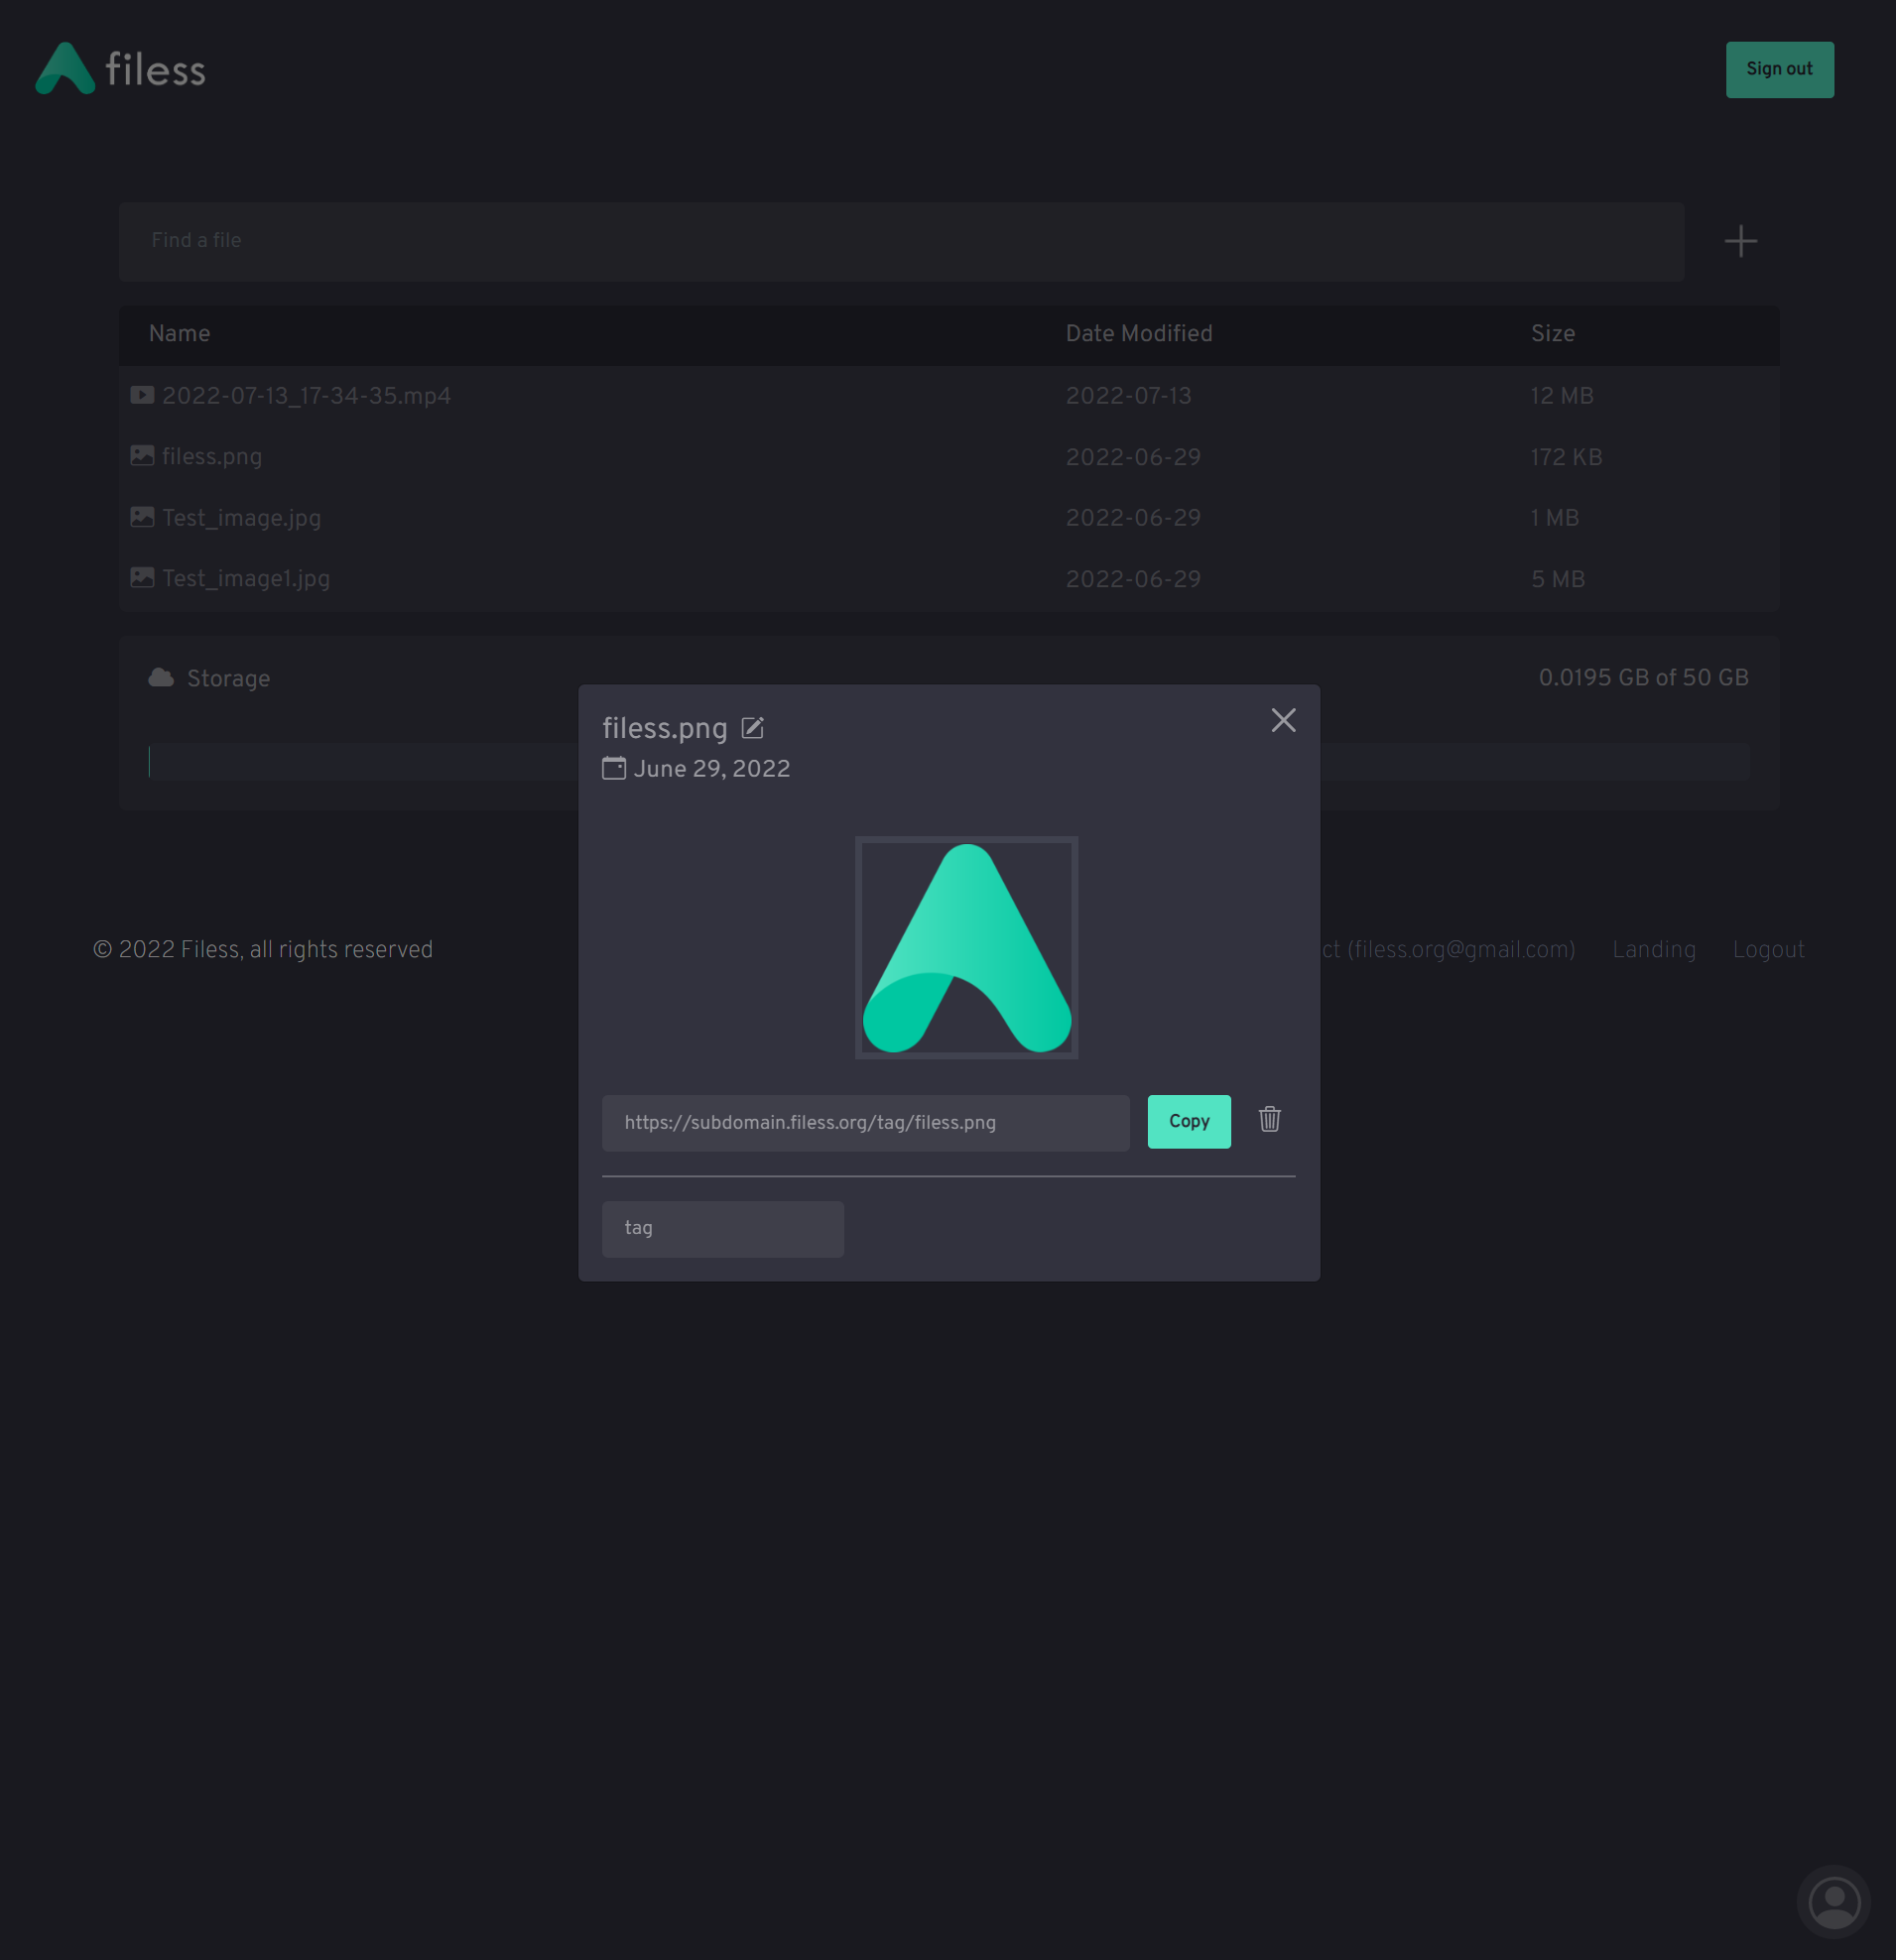 filess
Sign out
Find a file
Name Date Modified Size
2022-07-13_17-34-35.mp4 2022-07-13 12 MB
filess.png 2022-06-29 172 KB
Test_image.jpg 2022-06-29 1 MB
Test_image1.jpg 2022-06-29 5 MB
Storage 0.0195 GB of 50 GB
filess.png
June 29, 2022
https://subdomain.filess.org/tag/filess.png Copy
tag
© 2022 Filess, all rights reserved ct (filess.org@gmail.com) Landing Logout